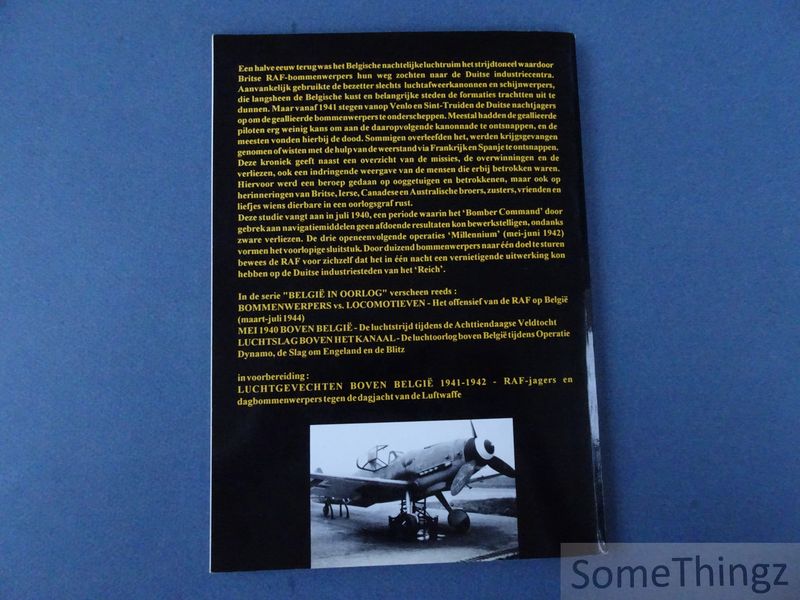 Een halve eeuw terug was het Belgische nachtelijke luchtruim het strijdtoneel waardoor
Britse RAF-bommenwerpers hun weg zochten naar de Duitse industriecentra.
Aanvankelijk gebruikte de bezetter slechts luchtafweerkanonnen en schijnwerpers,
die langsheen de Belgische kust en belangrijke steden de formaties trachtten uit te
dunnen. Maar vanaf 1941 stegen vanop Venlo en Sint-Truiden de Duitse nachtjagers
op om de geallieerde bommenwerpers te onderscheppen. Meestal hadden de geallieerde
piloten erg weinig kans om aan de daaropvolgende kanonnade te ontsnappen, en de
meesten vonden hierbij de dood. Sommigen overleefden het, werden krijgsgevangen
genomen of wisten met de hulp van de weerstand via Frankrijk en Spanje te ontsnappen.
Deze kroniek geeft naast een overzicht van de missies, de overwinningen en de
verliezen, ook een indringende weergave van de mensen die erbij betrokken waren.
Hiervoor werd een beroep gedaan op ooggetuigen en betrokkenen, maar ook op
herinneringen van Britse, Ierse, Canadese en Australische broers, zusters, vrienden en
liefjes wiens dierbare in een oorlogsgraf rust.
Deze studie vangt aan in juli 1940, een periode waarin het 'Bomber Command' door
gebrek aan navigatiemiddelen geen afdoende resultaten kon bewerkstelligen, ondanks
zware verliezen. De drie opeenvolgende operaties 'Millennium' (mei-juni 1942)
vormen het voorlopige sluitstuk. Door duizend bommenwerpers naar één doel te sturen
bewees de RAF voor zichzelf dat het in één nacht een vernietigende uitwerking kon
hebben op de Duitse industriesteden van het 'Reich'.
In de serie "BELGIË IN OORLOG" verscheen reeds :
BOMMENWERPERS vs. LOCOMOTIEVEN - Het offensief van de RAF op België
(maart-juli 1944)
MEI 1940 BOVEN BELGIË - De luchtstrijd tijdens de Achttiendaagse Veldtocht
LUCHTSLAG BOVEN HET KANAAL - De luchtoorlog boven België tijdens Operatie
Dynamo, de Slag om Engeland en de Blitz
in voorbereiding :
LUCHTGEVECHTEN BOVEN BELGIË 1941-1942 - RAF-jagers en
dagbommenwerpers tegen de dagjacht van de Luftwaffe
SomeThingz